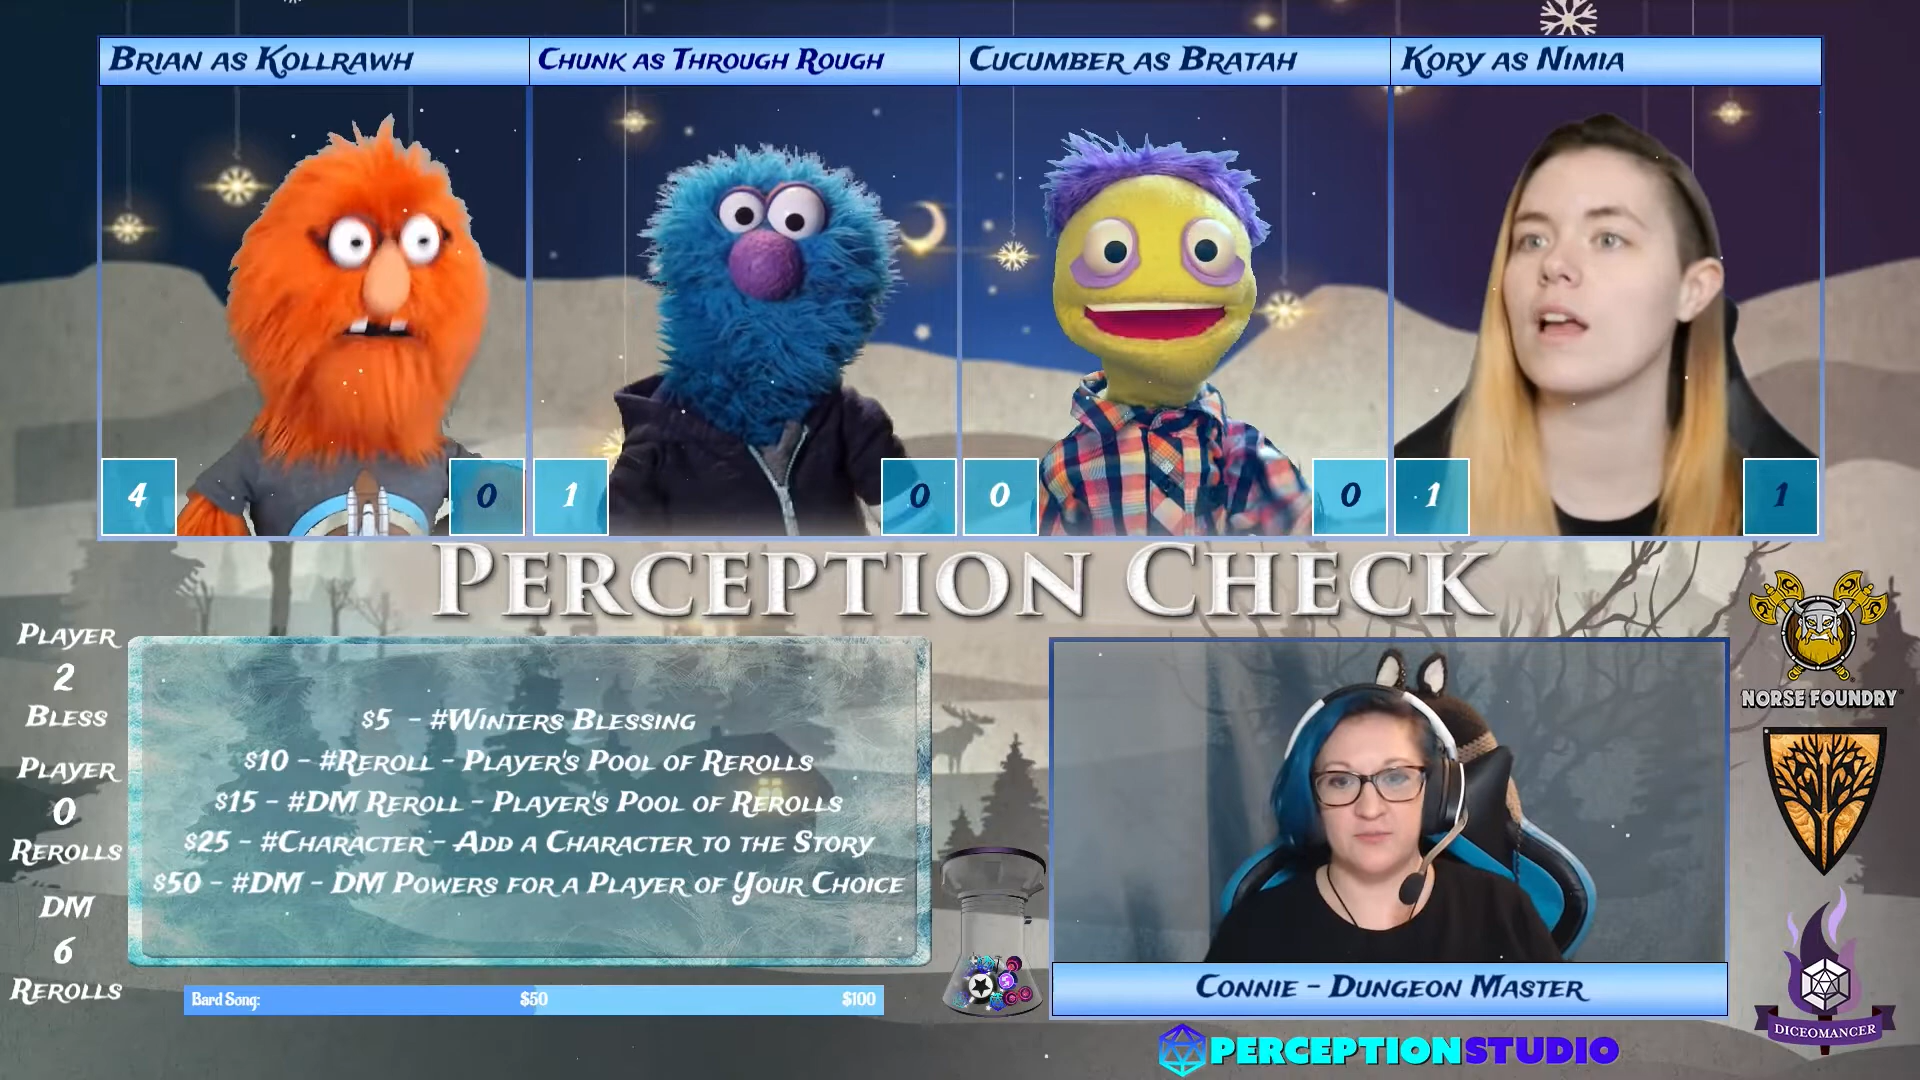 Brian as Kollrawh
Chunk as Through Rough
Cucumber as Bratah
Kory as Nimia
4
0
1
0
0
0
1
1
Perception Check
Player
2
Bless
Player
0
Rerolls
DM
6
Rerolls
$5 - #Winters Blessing
$10 - #Reroll - Player's Pool of Rerolls
$15 - #DM Reroll - Player's Pool of Rerolls
$25 - #Character - Add a Character to the Story
$50 - #DM - DM Powers for a Player of Your Choice
Bard Song: $50 $100
Connie - Dungeon Master
NORSE FOUNDRY
DICEOMANCER
PERCEPTIONSTUDIO